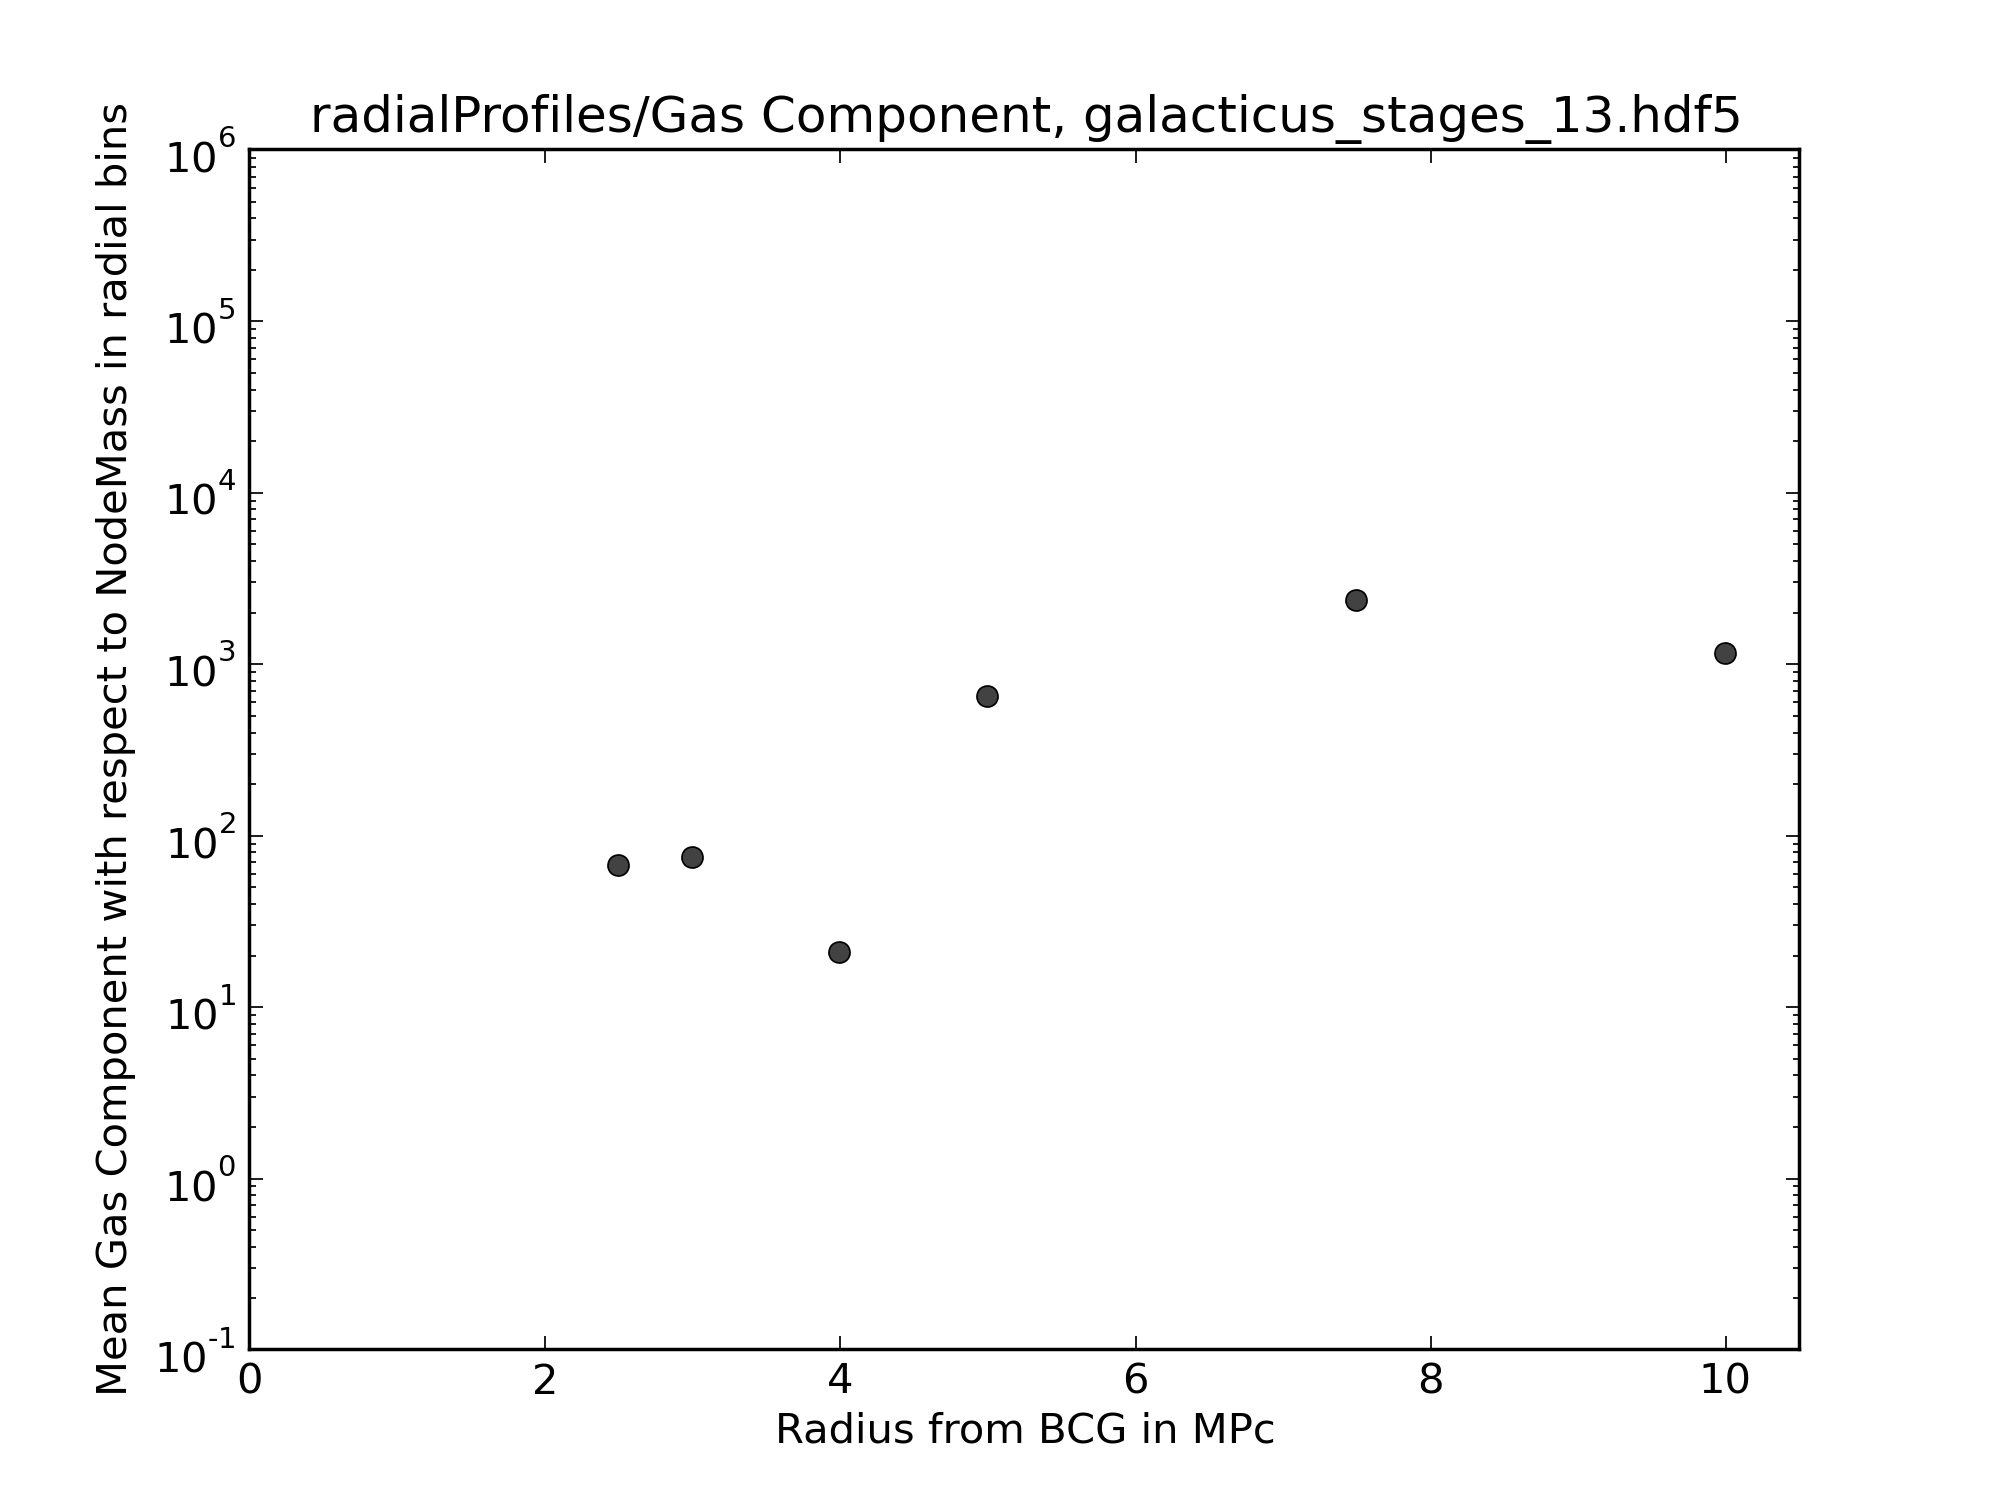 radialProfiles/Gas Component, galacticus_stages_13.hdf5
Mean Gas Component with respect to NodeMass in radial bins
10^6
10^5
10^4
10^3
10^2
10^1
10^0
10^-1
0 2 4 6 8 10
Radius from BCG in MPc